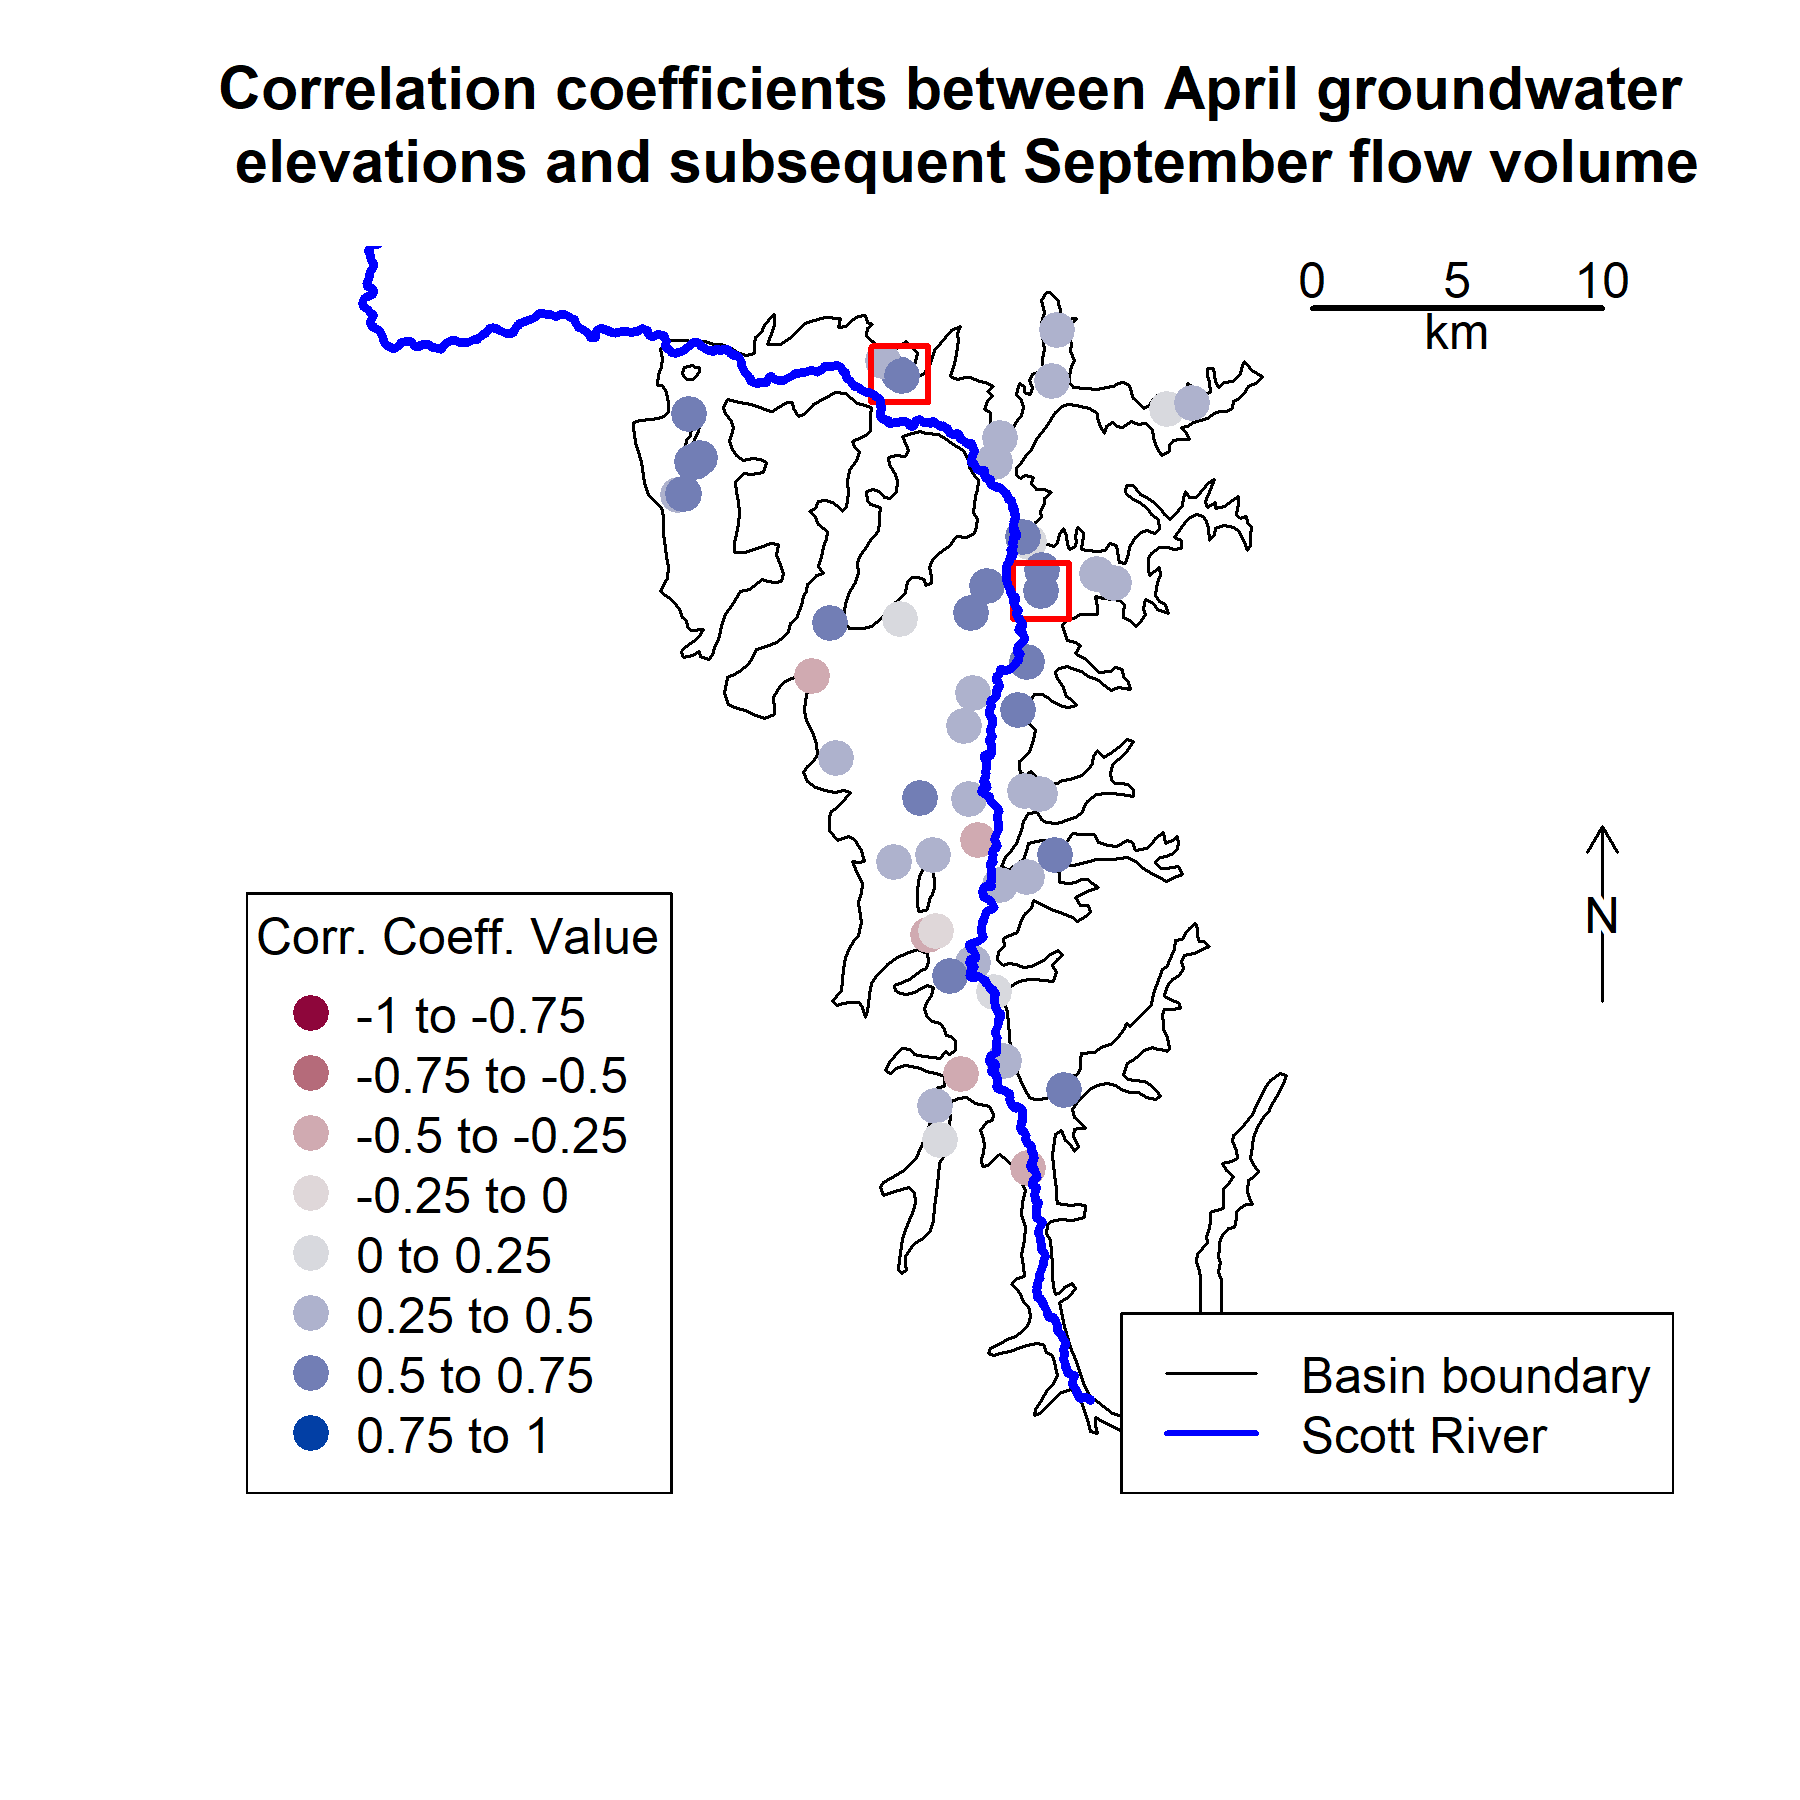 Correlation coefficients between April groundwater
elevations and subsequent September flow volume
0 5 10
km
N
Corr. Coeff. Value
-1 to -0.75
-0.75 to -0.5
-0.5 to -0.25
-0.25 to 0
0 to 0.25
0.25 to 0.5
0.5 to 0.75
0.75 to 1
Basin boundary
Scott River